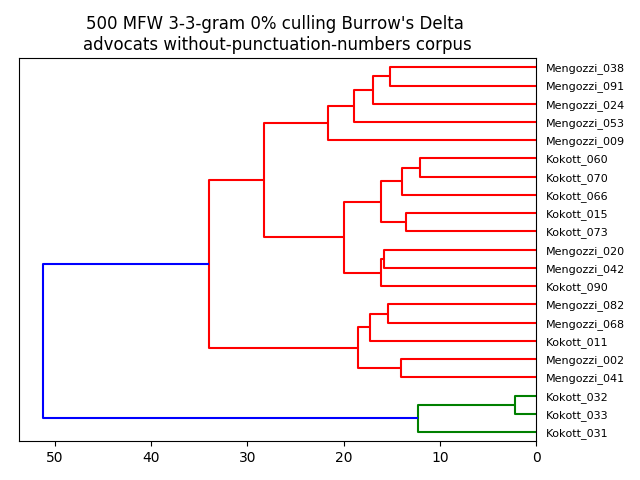 500 MFW 3-3-gram 0% culling Burrow's Delta
advocats without-punctuation-numbers corpus
Mengozzi_038
Mengozzi_091
Mengozzi_024
Mengozzi_053
Mengozzi_009
Kokott_060
Kokott_070
Kokott_066
Kokott_015
Kokott_073
Mengozzi_020
Mengozzi_042
Kokott_090
Mengozzi_082
Mengozzi_068
Kokott_011
Mengozzi_002
Mengozzi_041
Kokott_032
Kokott_033
Kokott_031
50 40 30 20 10 0